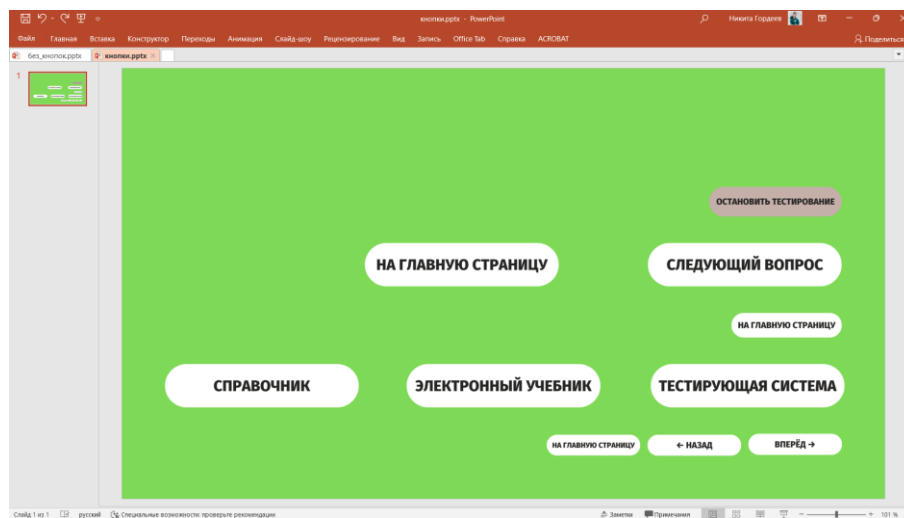 кнопки.pptx - PowerPoint
Никита Гордеев
Файл Главная Вставка Конструктор Переходы Анимация Слайд-шоу Рецензирование Вид Запись Office Tab Справка ACROBAT
Поделиться
без_кнопок.pptx кнопки.pptx
1
ОСТАНОВИТЬ ТЕСТИРОВАНИЕ
НА ГЛАВНУЮ СТРАНИЦУ
СЛЕДУЮЩИЙ ВОПРОС
НА ГЛАВНУЮ СТРАНИЦУ
СПРАВОЧНИК
ЭЛЕКТРОННЫЙ УЧЕБНИК
ТЕСТИРУЮЩАЯ СИСТЕМА
НА ГЛАВНУЮ СТРАНИЦУ
← НАЗАД
ВПЕРЁД →
Слайд 1 из 1 русский Специальные возможности: проверьте рекомендации Заметки Примечания 101 %